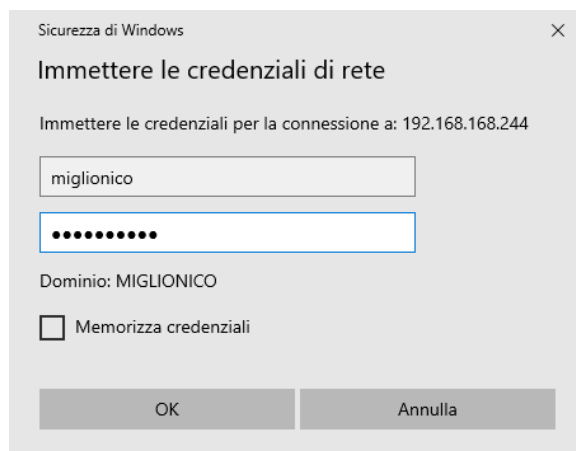 Sicurezza di Windows
Immettere le credenziali di rete
Immettere le credenziali per la connessione a: 192.168.168.244
miglionico
●●●●●●●●●●
Dominio: MIGLIONICO
Memorizza credenziali
OK
Annulla